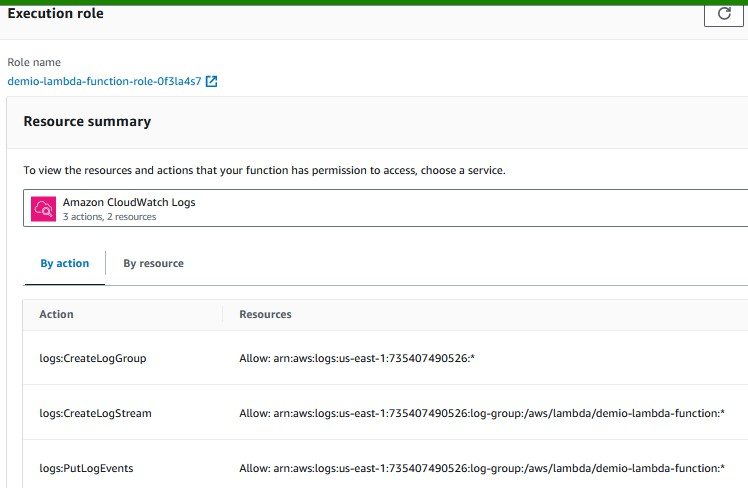 Execution role
Role name
demio-lambda-function-role-0f3la4s7
Resource summary
To view the resources and actions that your function has permission to access, choose a service.
Amazon CloudWatch Logs
3 actions, 2 resources
By action By resource
Action Resources
logs:CreateLogGroup Allow: arn:aws:logs:us-east-1:735407490526:*
logs:CreateLogStream Allow: arn:aws:logs:us-east-1:735407490526:log-group:/aws/lambda/demio-lambda-function:*
logs:PutLogEvents Allow: arn:aws:logs:us-east-1:735407490526:log-group:/aws/lambda/demio-lambda-function:*